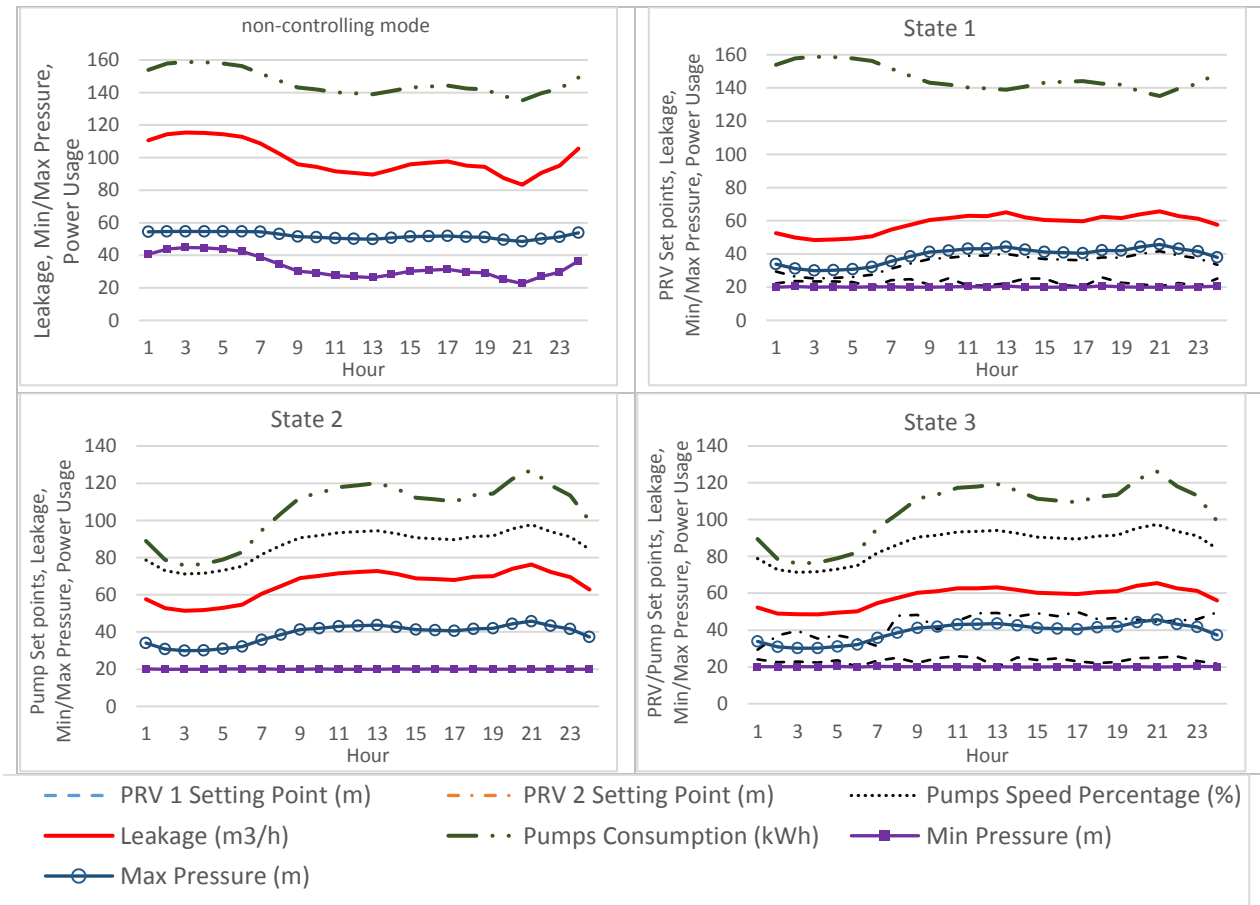 non-controlling mode
Leakage, Min/Max Pressure,
Power Usage
160
140
120
100
80
60
40
20
0
1 3 5 7 9 11 13 15 17 19 21 23
Hour
State 1
PRV Set points, Leakage,
Min/Max Pressure, Power Usage
160
140
120
100
80
60
40
20
0
1 3 5 7 9 11 13 15 17 19 21 23
Hour
State 2
Pump Set points, Leakage,
Min/Max Pressure, Power Usage
140
120
100
80
60
40
20
0
1 3 5 7 9 11 13 15 17 19 21 23
Hour
State 3
PRV/Pump Set points, Leakage,
Min/Max Pressure, Power Usage
140
120
100
80
60
40
20
0
1 3 5 7 9 11 13 15 17 19 21 23
Hour
PRV 1 Setting Point (m)
PRV 2 Setting Point (m)
Pumps Speed Percentage (%)
Leakage (m3/h)
Pumps Consumption (kWh)
Min Pressure (m)
Max Pressure (m)